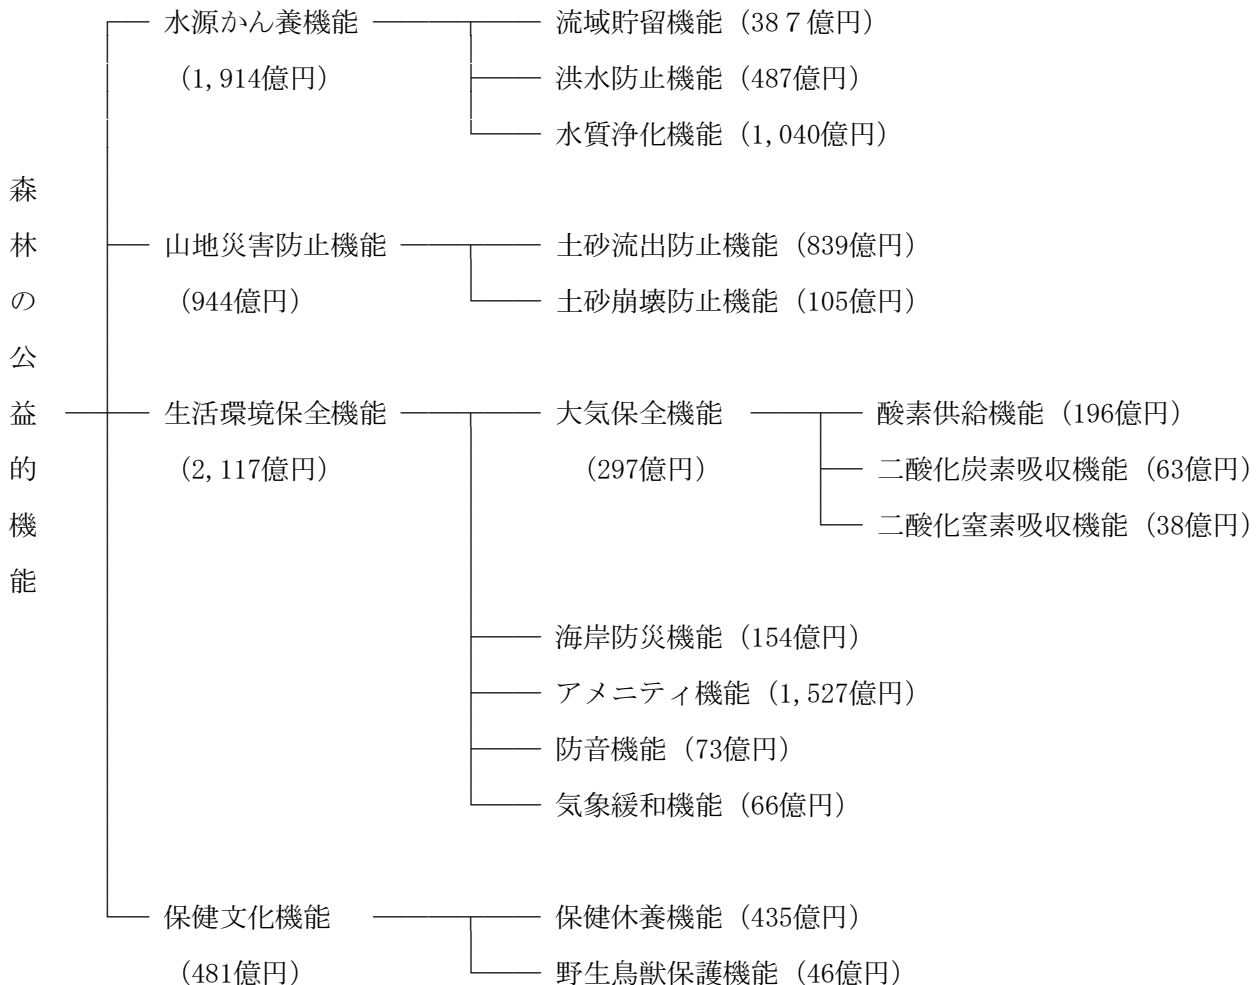 森林の公益的機能
水源かん養機能
(1,914億円)
流域貯留機能(38７億円)
洪水防止機能(487億円)
水質浄化機能(1,040億円)
山地災害防止機能
(944億円)
土砂流出防止機能(839億円)
土砂崩壊防止機能(105億円)
生活環境保全機能
(2,117億円)
大気保全機能
(297億円)
酸素供給機能(196億円)
二酸化炭素吸収機能(63億円)
二酸化窒素吸収機能(38億円)
海岸防災機能(154億円)
アメニティ機能(1,527億円)
防音機能(73億円)
気象緩和機能(66億円)
保健文化機能
(481億円)
保健休養機能(435億円)
野生鳥獣保護機能(46億円)